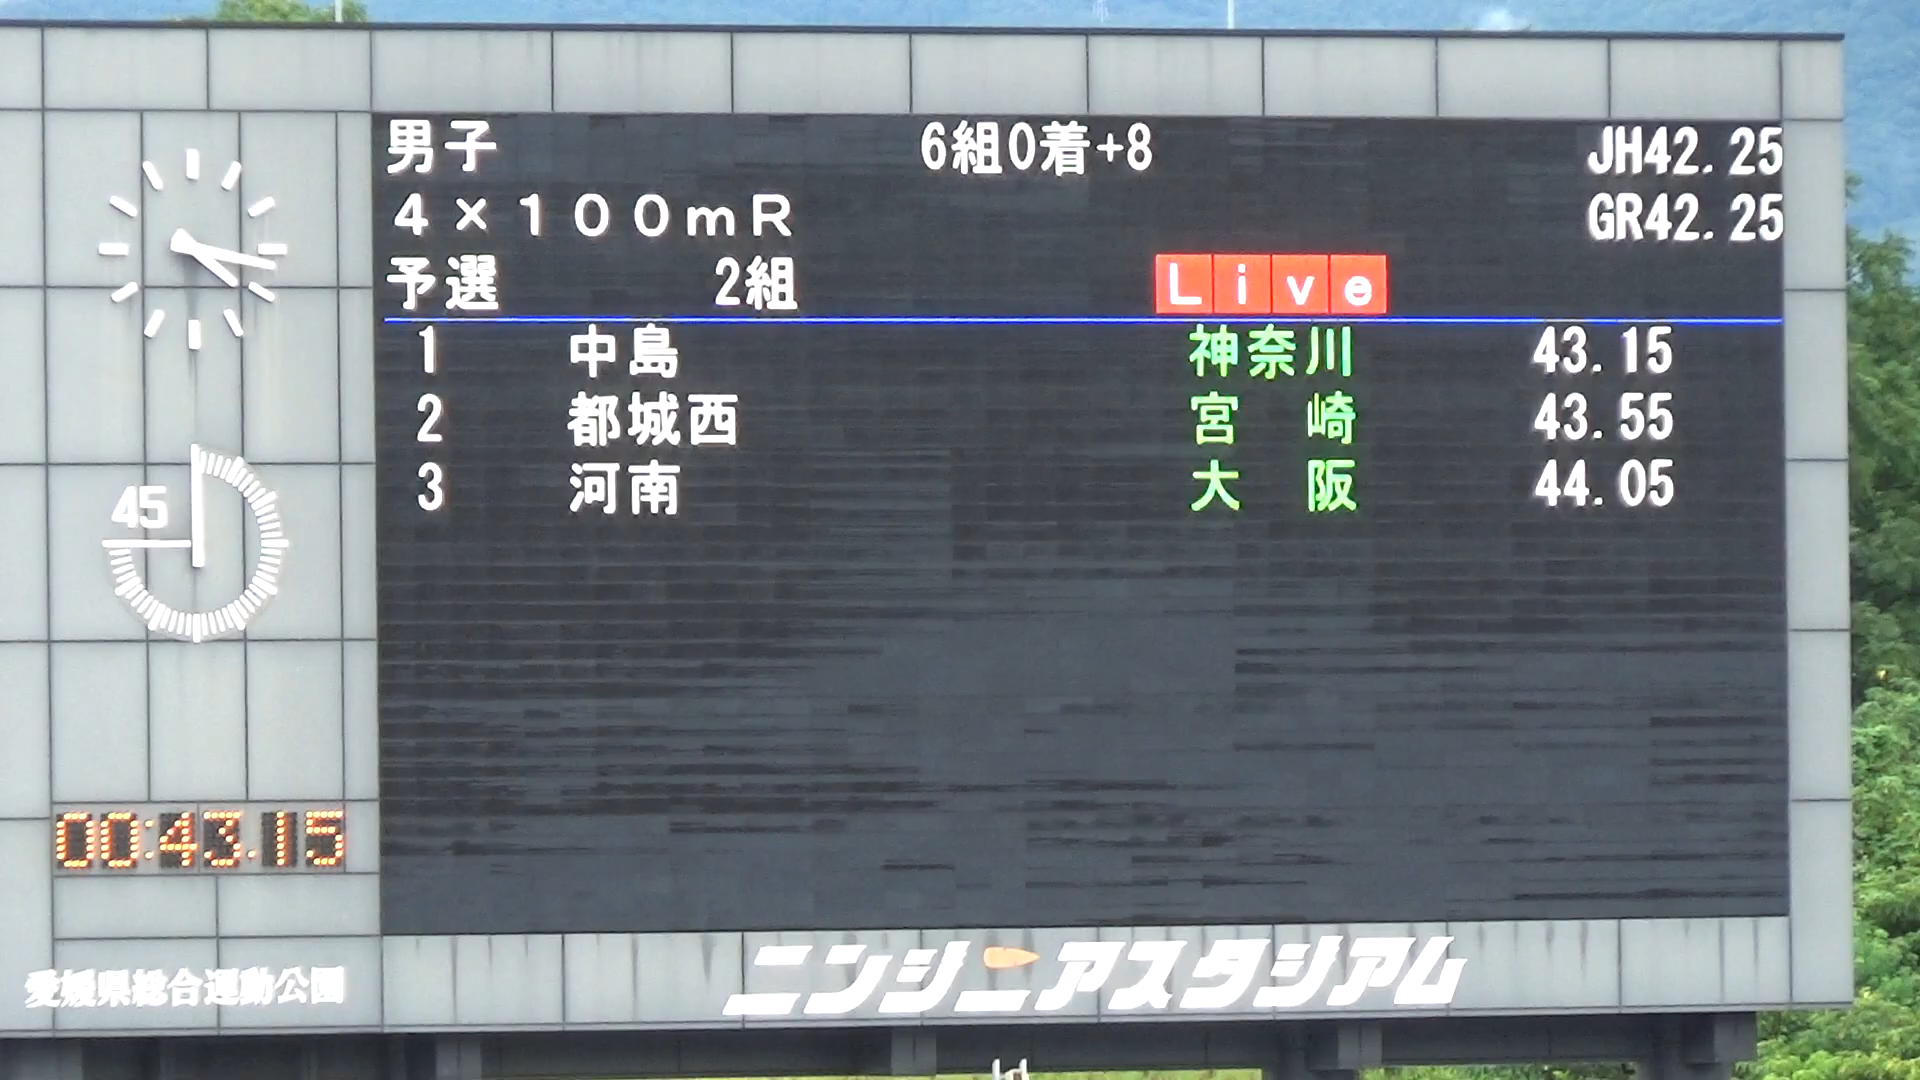 男子 6組0着+8 JH42.25
4×100mR GR42.25
予選 2組 Live
1 中島 神奈川 43.15
2 都城西 宮崎 43.55
3 河南 大阪 44.05
45
00:43.15
愛媛県総合運動公園
ニンジニアスタジアム